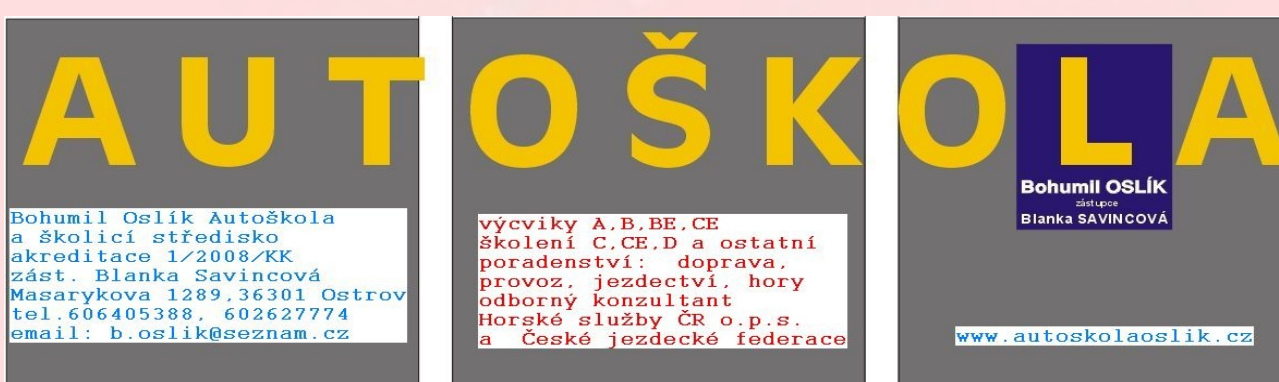 AUTOŠKOLA
Bohumil Oslík Autoškola
a školicí středisko
akreditace 1/2008/KK
zást. Blanka Savincová
Masarykova 1289,36301 Ostrov
tel.606405388, 602627774
email: b.oslik@seznam.cz
výcviky A,B,BE,CE
školení C,CE,D a ostatní
poradenství: doprava,
provoz, jezdectví, hory
odborný konzultant
Horské služby ČR o.p.s.
a České jezdecké federace
Bohumil OSLÍK
zástupce
Blanka SAVINCOVÁ
www.autoskolaoslik.cz